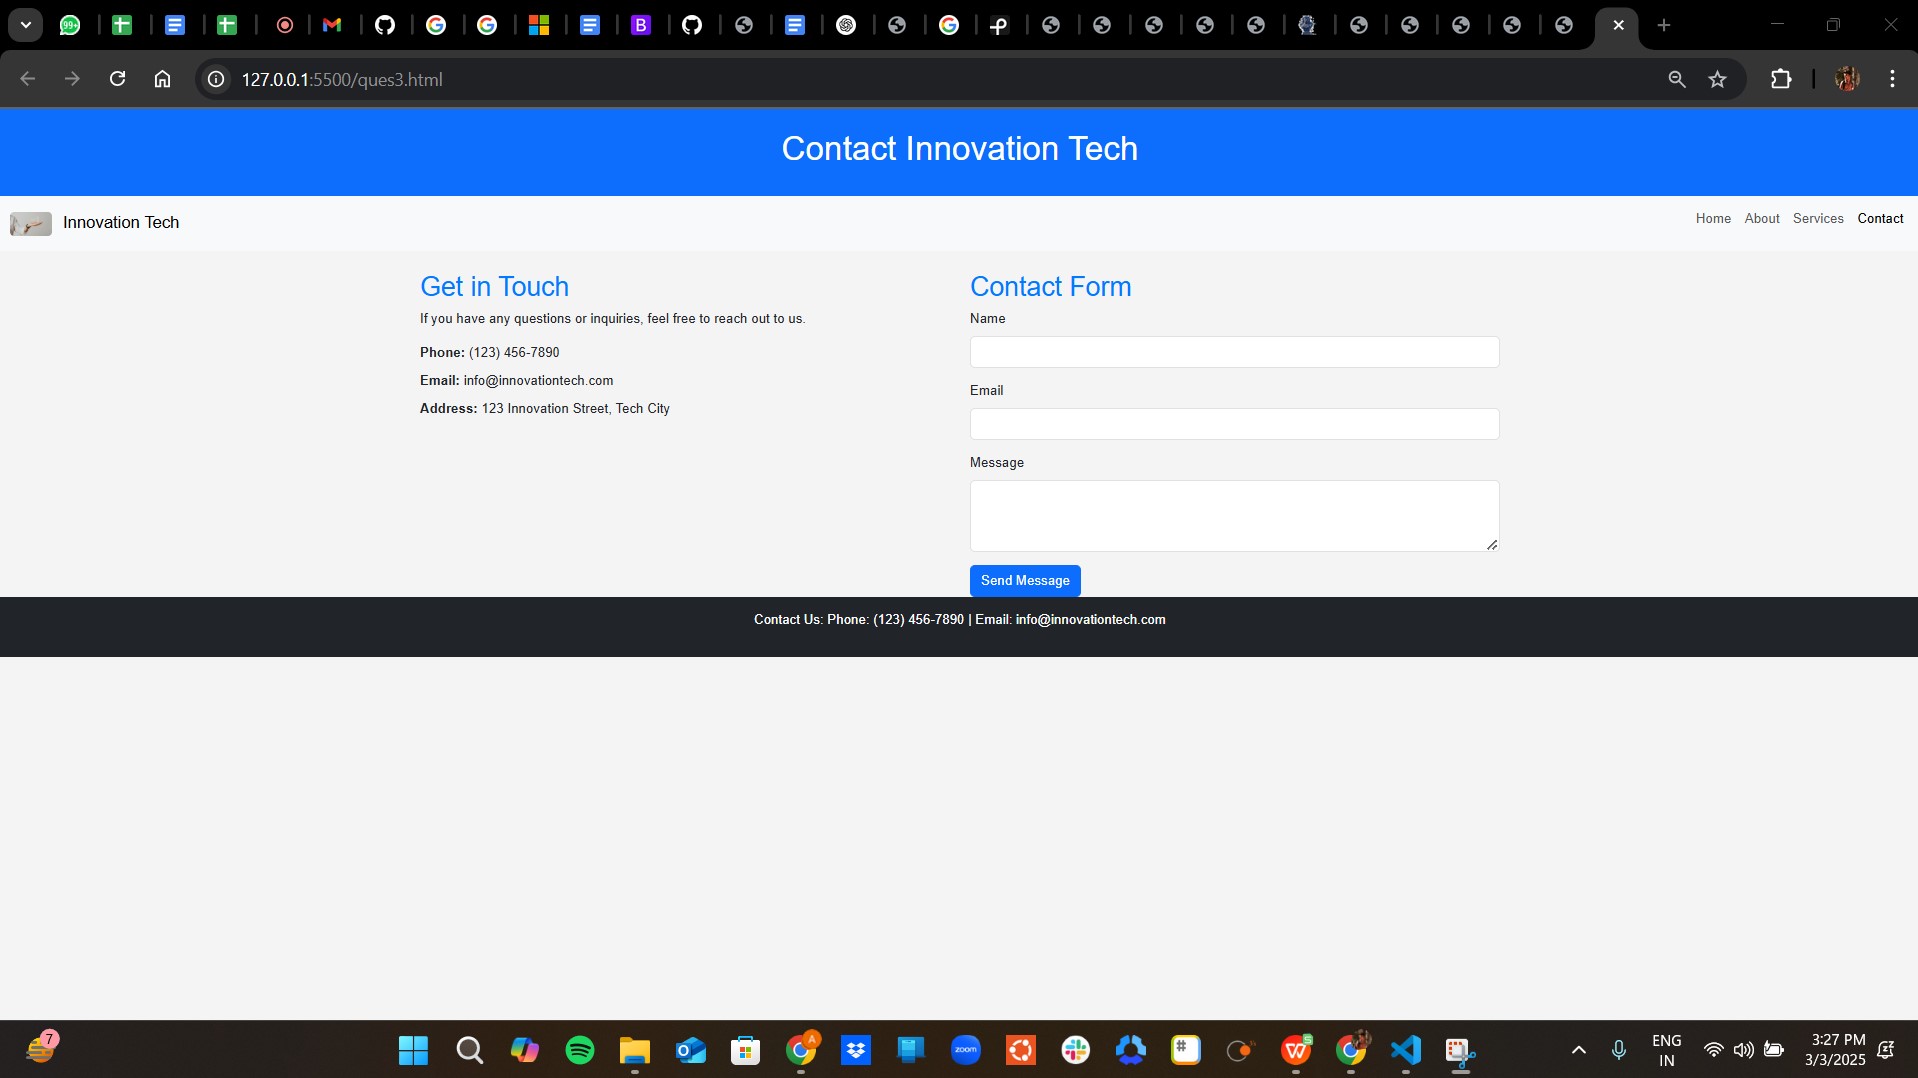 99+
B
127.0.0.1:5500/ques3.html
Contact Innovation Tech
Innovation Tech
Home About Services Contact
Get in Touch
If you have any questions or inquiries, feel free to reach out to us.
Phone: (123) 456-7890
Email: info@innovationtech.com
Address: 123 Innovation Street, Tech City
Contact Form
Name
Email
Message
Send Message
Contact Us: Phone: (123) 456-7890 | Email: info@innovationtech.com
7
A
zoom
ENG
IN
3:27 PM
3/3/2025